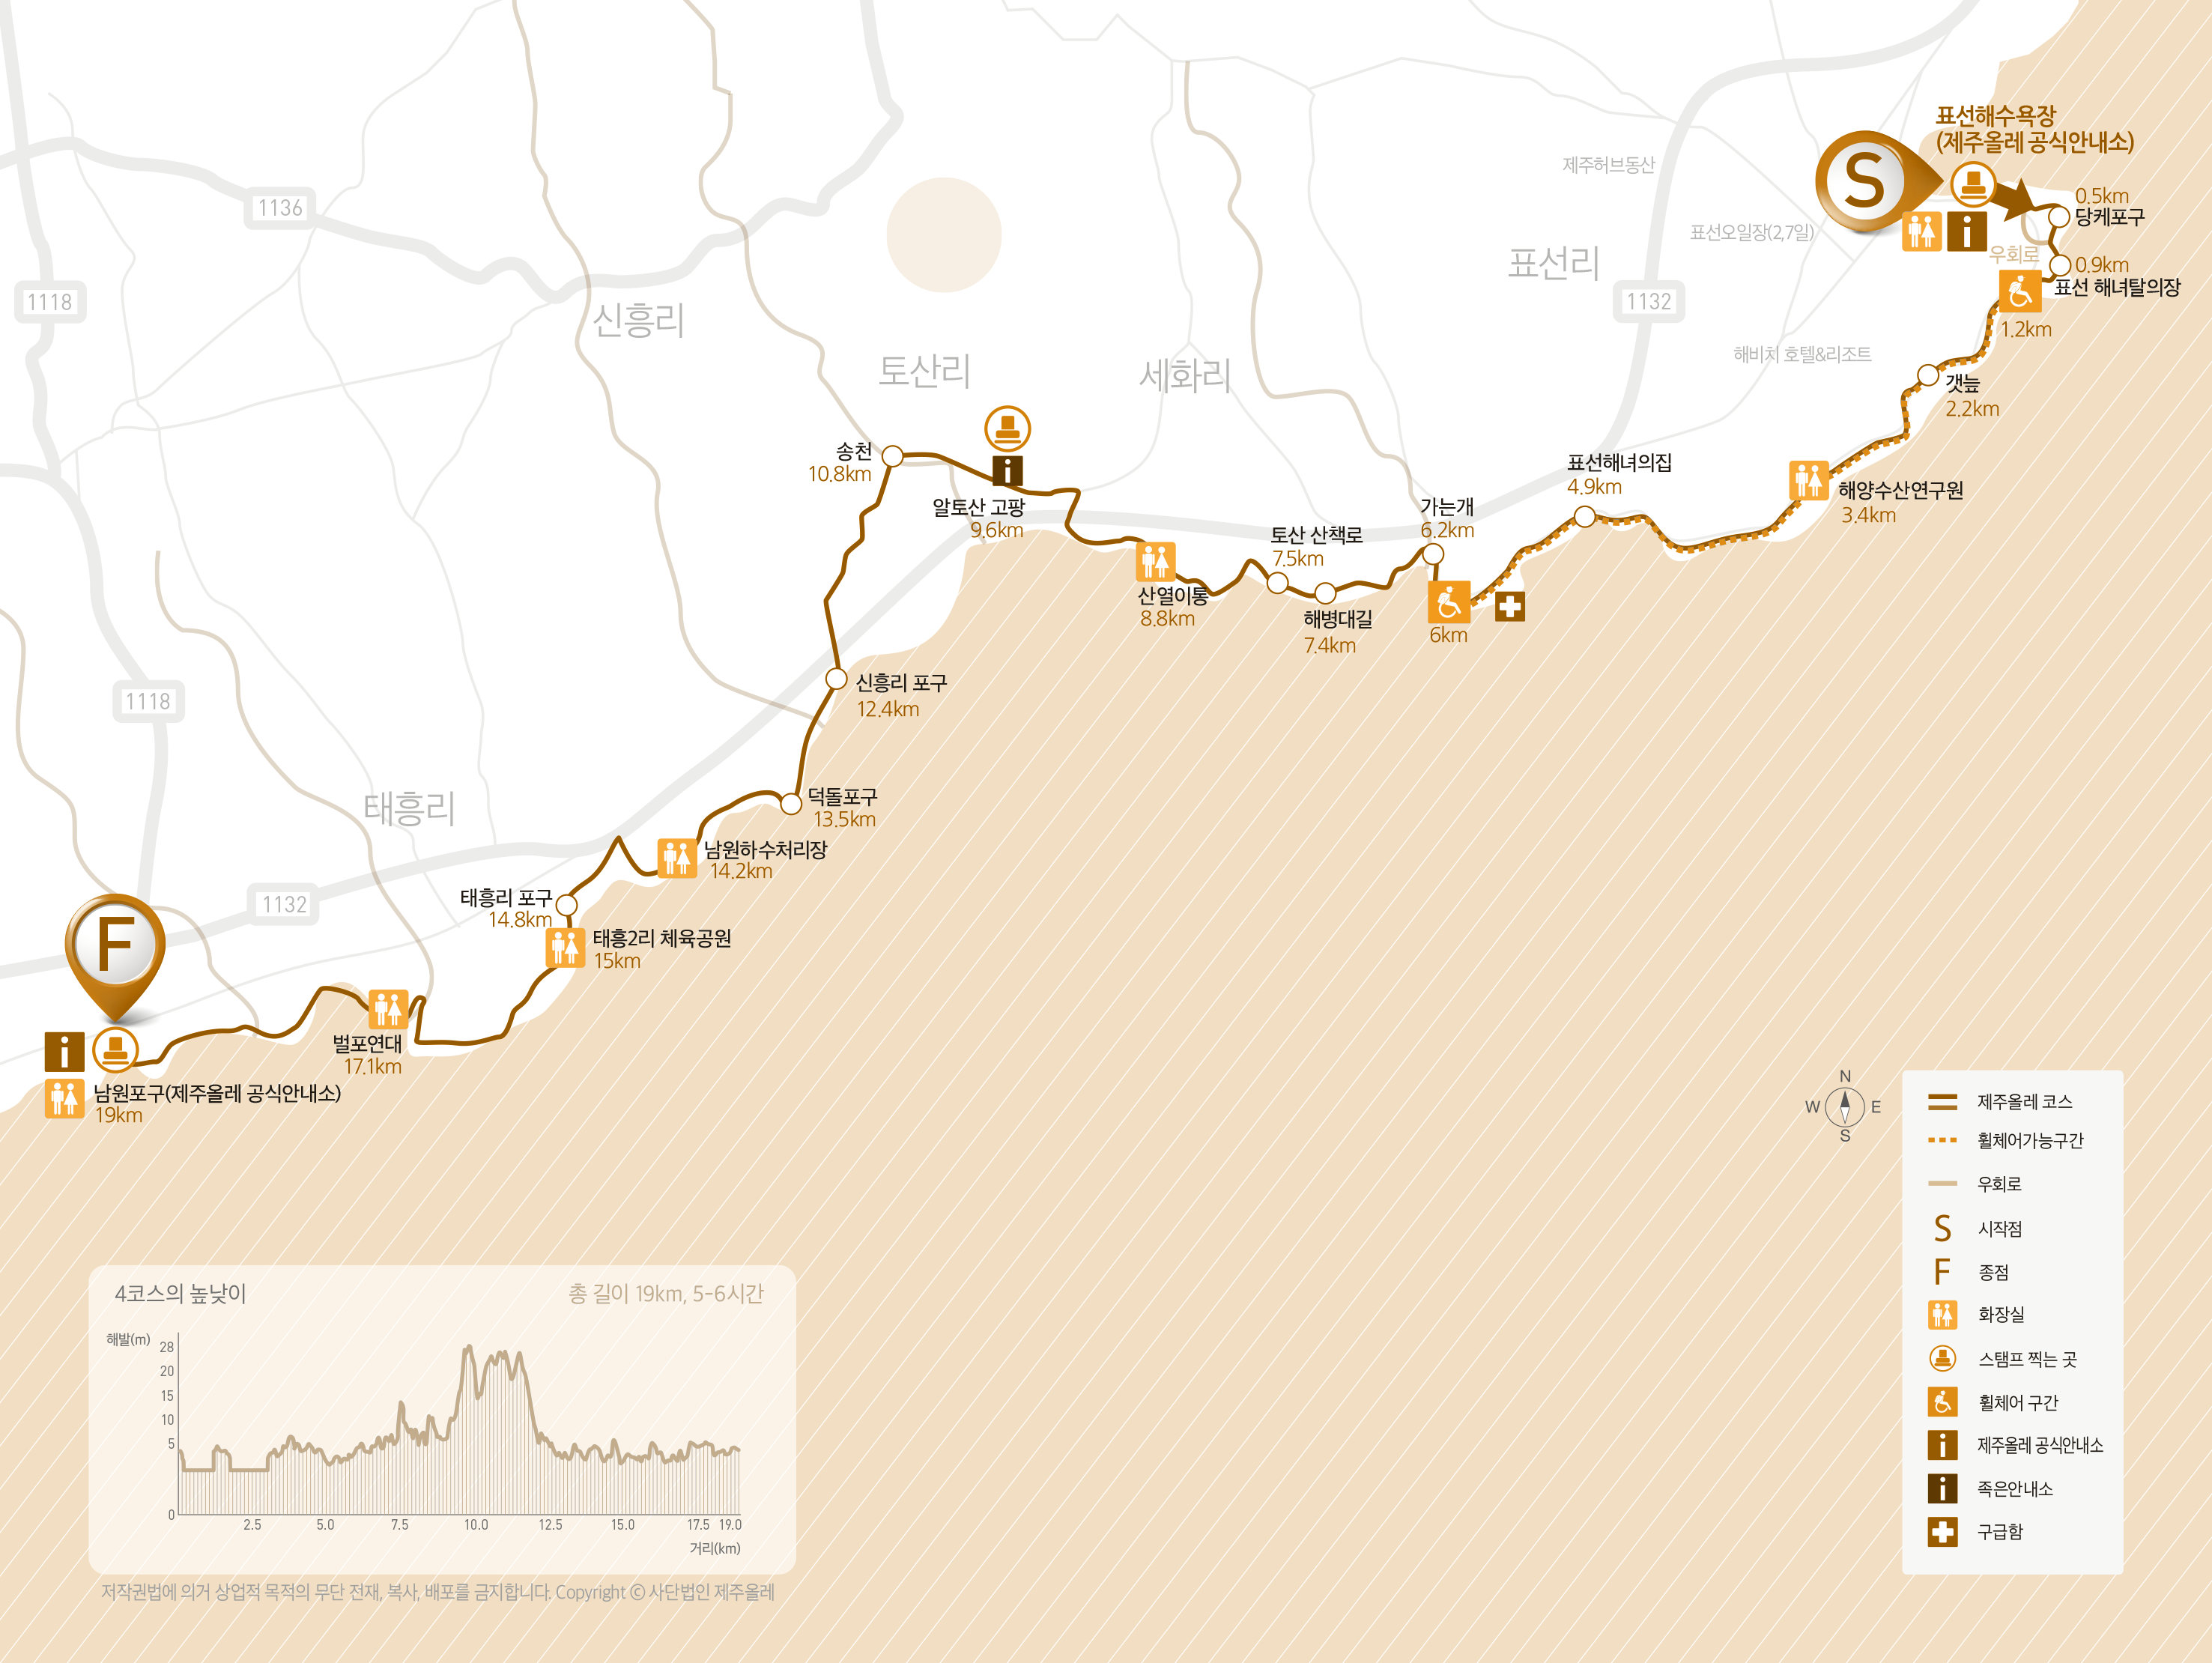 표선해수욕장
(제주올레 공식안내소)
S
0.5km
당케포구
우회로
0.9km
표선 해녀탈의장
1.2km
갯늪
2.2km
해양수산연구원
3.4km
표선해녀의집
4.9km
6km
가는개
6.2km
해병대길
7.4km
토산 산책로
7.5km
산열이통
8.8km
알토산 고팡
9.6km
송천
10.8km
신흥리 포구
12.4km
덕돌포구
13.5km
남원하수처리장
14.2km
태흥리 포구
14.8km
태흥2리 체육공원
15km
벌포연대
17.1km
F
남원포구(제주올레 공식안내소)
19km
제주허브동산
표선오일장(2,7일)
해비치 호텔&리조트
표선리
세화리
토산리
신흥리
태흥리
1136
1118
1132
1118
1132
N
W
E
S
제주올레 코스
휠체어가능구간
우회로
S 시작점
F 종점
화장실
스탬프 찍는 곳
휠체어 구간
제주올레 공식안내소
족은안내소
구급함
4코스의 높낮이
총 길이 19km, 5-6시간
해발(m)
28
20
15
10
5
0
2.5 5.0 7.5 10.0 12.5 15.0 17.5 19.0
거리(km)
저작권법에 의거 상업적 목적의 무단 전재, 복사, 배포를 금지합니다. Copyright © 사단법인 제주올레